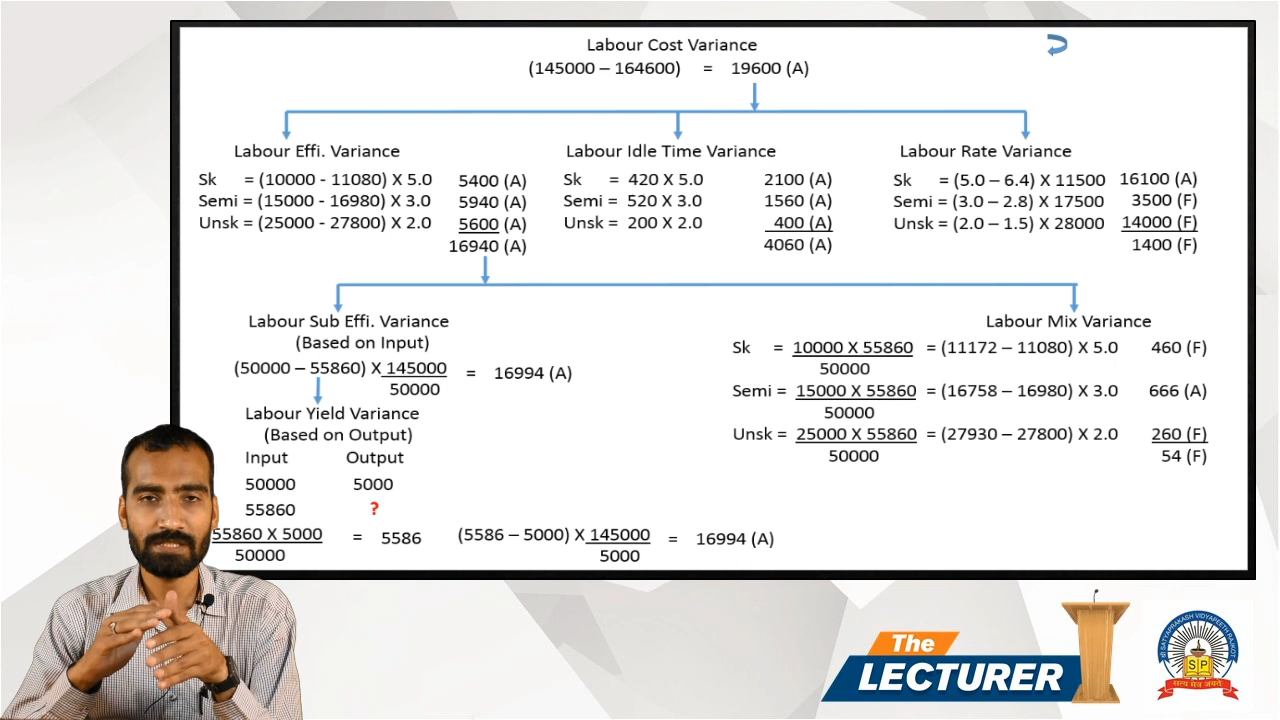 Labour Cost Variance
(145000 – 164600) = 19600 (A)
Labour Effi. Variance
Sk = (10000 - 11080) X 5.0 5400 (A)
Semi = (15000 - 16980) X 3.0 5940 (A)
Unsk = (25000 - 27800) X 2.0 5600 (A)
16940 (A)
Labour Idle Time Variance
Sk = 420 X 5.0 2100 (A)
Semi = 520 X 3.0 1560 (A)
Unsk = 200 X 2.0 400 (A)
4060 (A)
Labour Rate Variance
Sk = (5.0 – 6.4) X 11500 16100 (A)
Semi = (3.0 – 2.8) X 17500 3500 (F)
Unsk = (2.0 – 1.5) X 28000 14000 (F)
1400 (F)
Labour Sub Effi. Variance
(Based on Input)
(50000 – 55860) X 145000 = 16994 (A)
50000
Labour Yield Variance
(Based on Output)
Input Output
50000 5000
55860 ?
55860 X 5000 = 5586 (5586 – 5000) X 145000 = 16994 (A)
50000 5000
Labour Mix Variance
Sk = 10000 X 55860 = (11172 – 11080) X 5.0 460 (F)
50000
Semi = 15000 X 55860 = (16758 – 16980) X 3.0 666 (A)
50000
Unsk = 25000 X 55860 = (27930 – 27800) X 2.0 260 (F)
50000 54 (F)
The
LECTURER
SHRI SATYAPRAKASH VIDYAPEETH RAJKOT
S P
सत्य मेव जयते